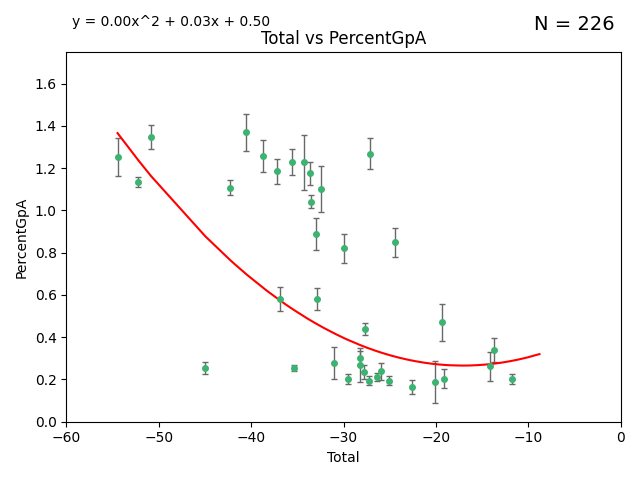 y = 0.00x^2 + 0.03x + 0.50
N = 226
Total vs PercentGpA
PercentGpA
1.6
1.4
1.2
1.0
0.8
0.6
0.4
0.2
0.0
−60 −50 −40 −30 −20 −10 0
Total